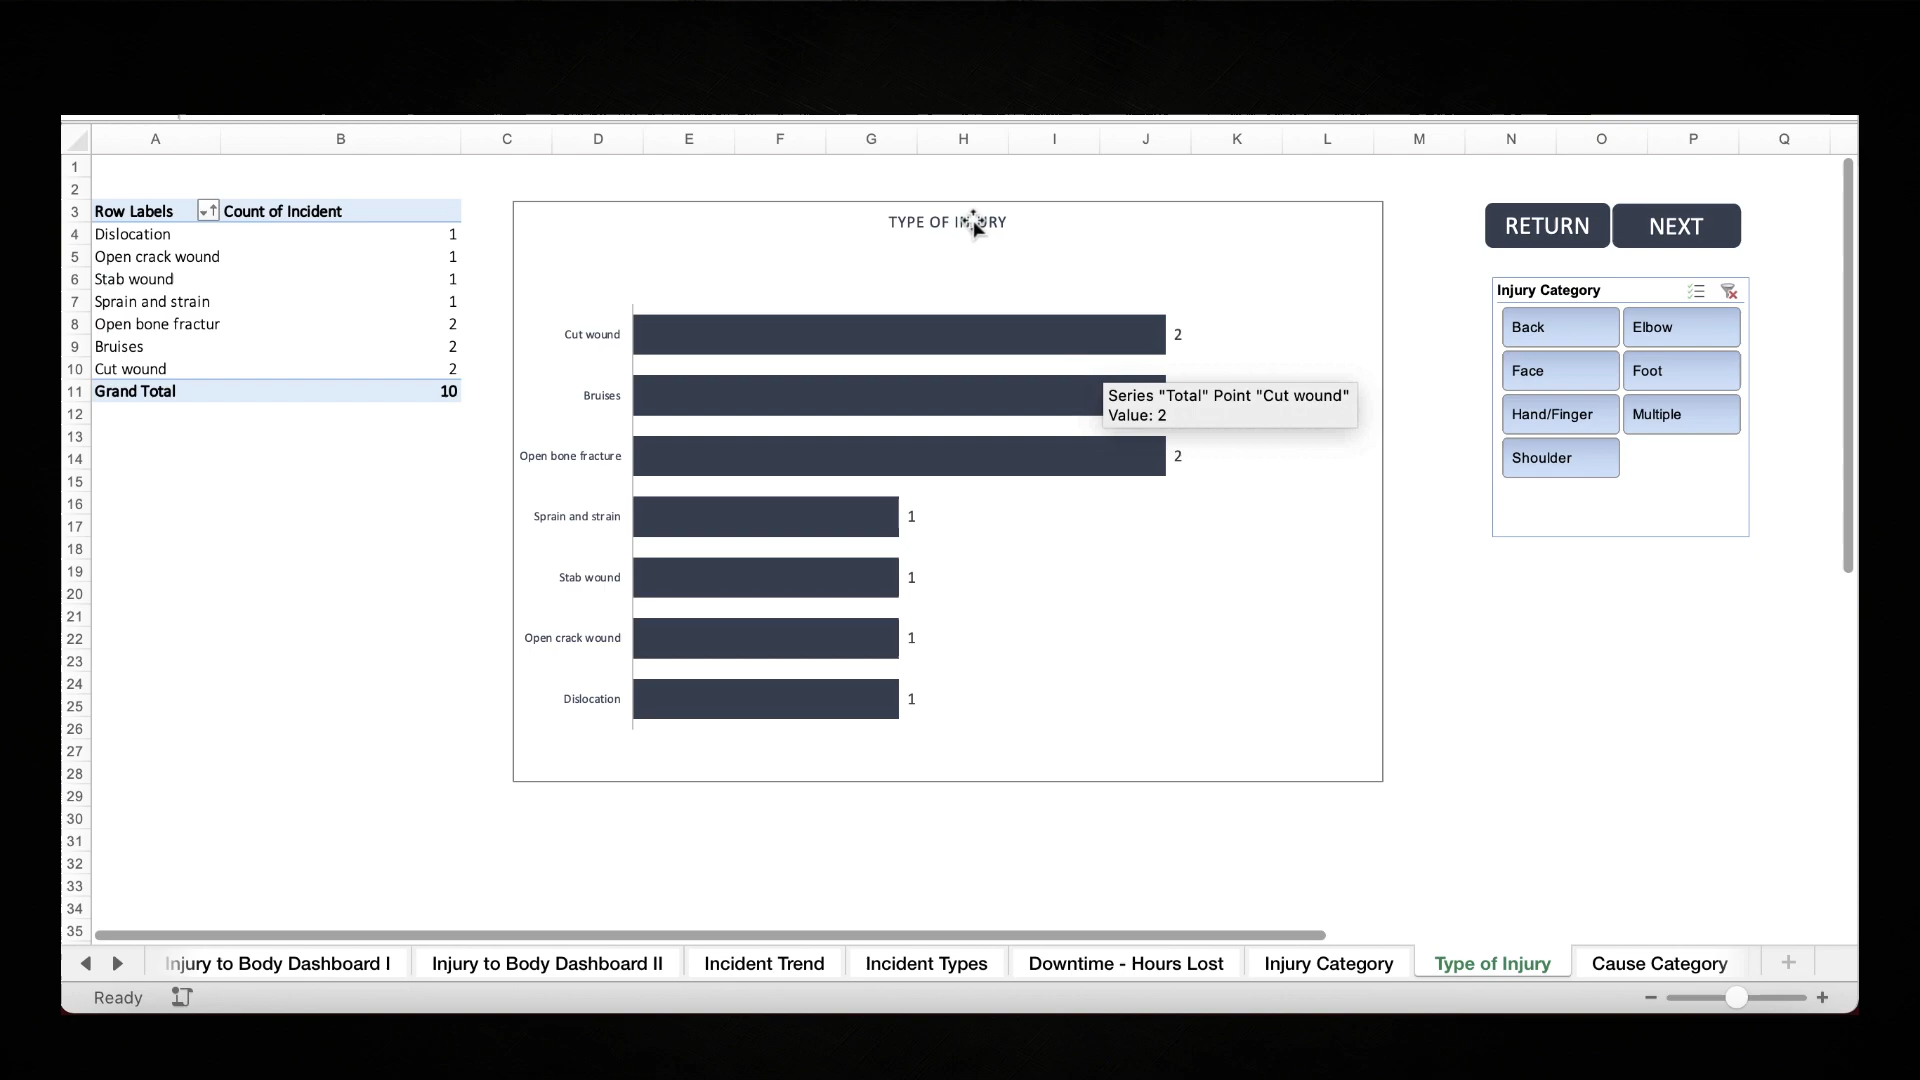 A B C D E F G H I J K L M N O P Q
1
2
3 Row Labels Count of Incident
4 Dislocation 1
5 Open crack wound 1
6 Stab wound 1
7 Sprain and strain 1
8 Open bone fractur 2
9 Bruises 2
10 Cut wound 2
11 Grand Total 10
12
13
14
15
16
17
18
19
20
21
22
23
24
25
26
27
28
29
30
31
32
33
34
35
TYPE OF INJURY
Cut wound 2
Bruises
Series "Total" Point "Cut wound"
Value: 2
Open bone fracture 2
Sprain and strain 1
Stab wound 1
Open crack wound 1
Dislocation 1
RETURN NEXT
Injury Category
Back Elbow
Face Foot
Hand/Finger Multiple
Shoulder
Injury to Body Dashboard I Injury to Body Dashboard II Incident Trend Incident Types Downtime - Hours Lost Injury Category Type of Injury Cause Category +
Ready − +